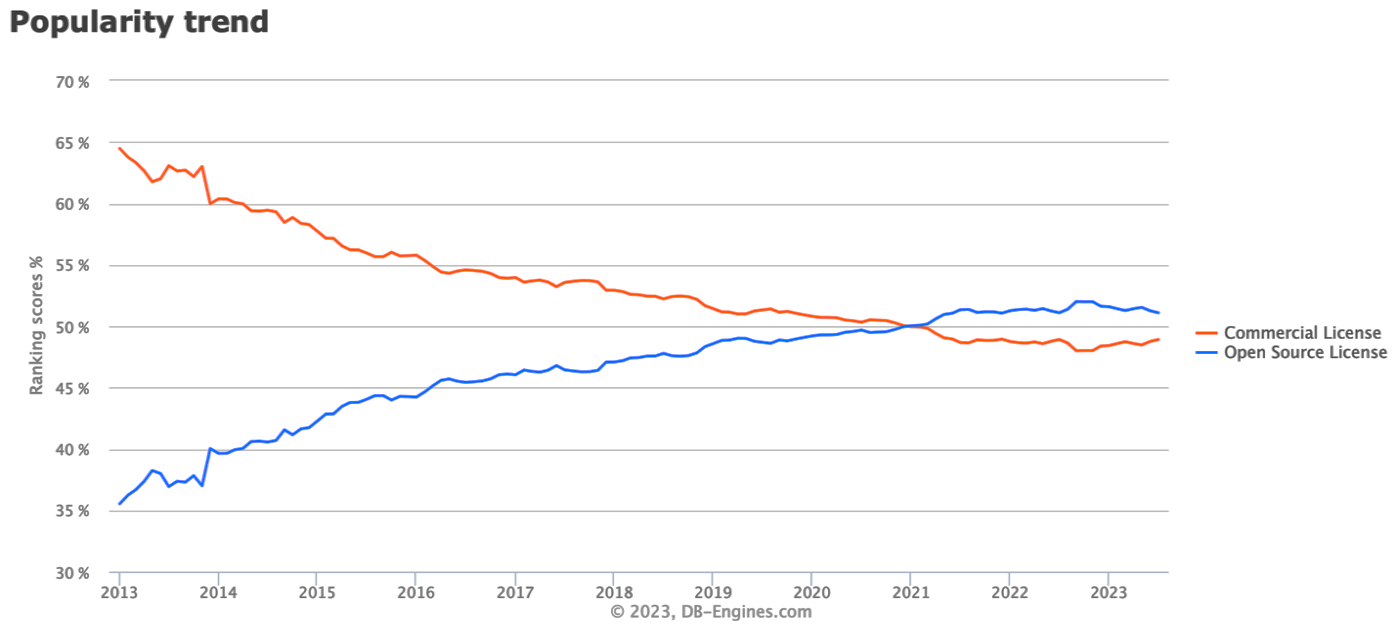 Popularity trend
70 %
65 %
60 %
55 %
50 %
45 %
40 %
35 %
30 %
Ranking scores %
2013 2014 2015 2016 2017 2018 2019 2020 2021 2022 2023
© 2023, DB-Engines.com
Commercial License
Open Source License